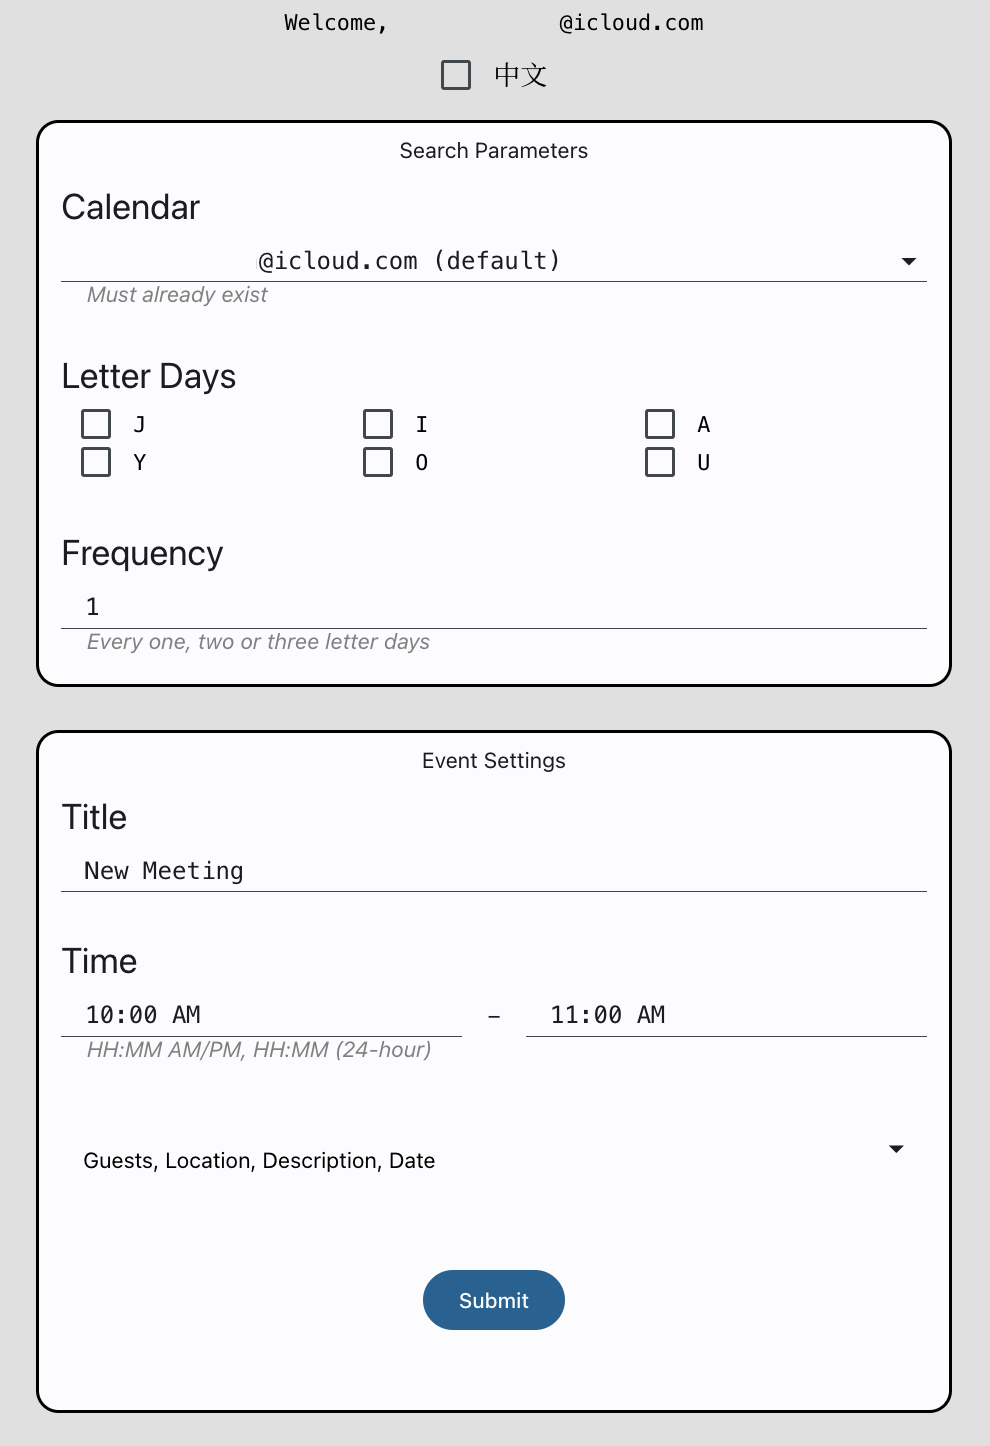 Welcome, @icloud.com
中文
Search Parameters
Calendar
@icloud.com (default)
Must already exist
Letter Days
J I A
Y O U
Frequency
1
Every one, two or three letter days
Event Settings
Title
New Meeting
Time
10:00 AM – 11:00 AM
HH:MM AM/PM, HH:MM (24-hour)
Guests, Location, Description, Date
Submit